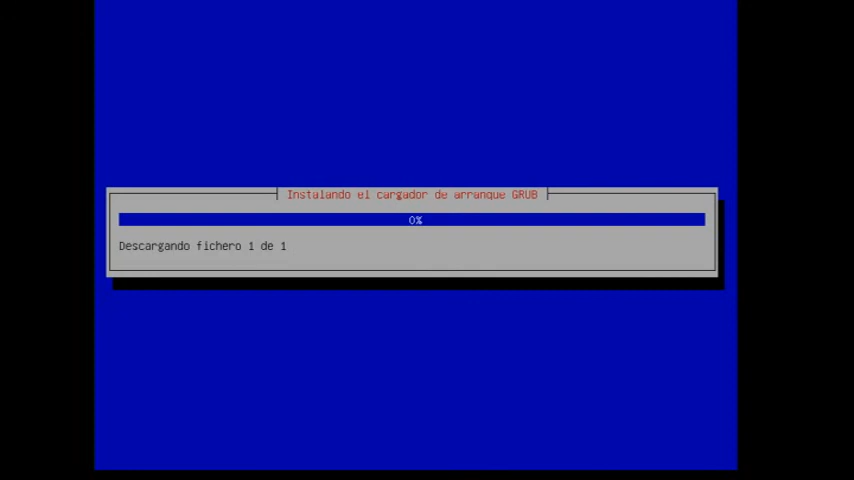 Instalando el cargador de arranque GRUB
0%
Descargando fichero 1 de 1